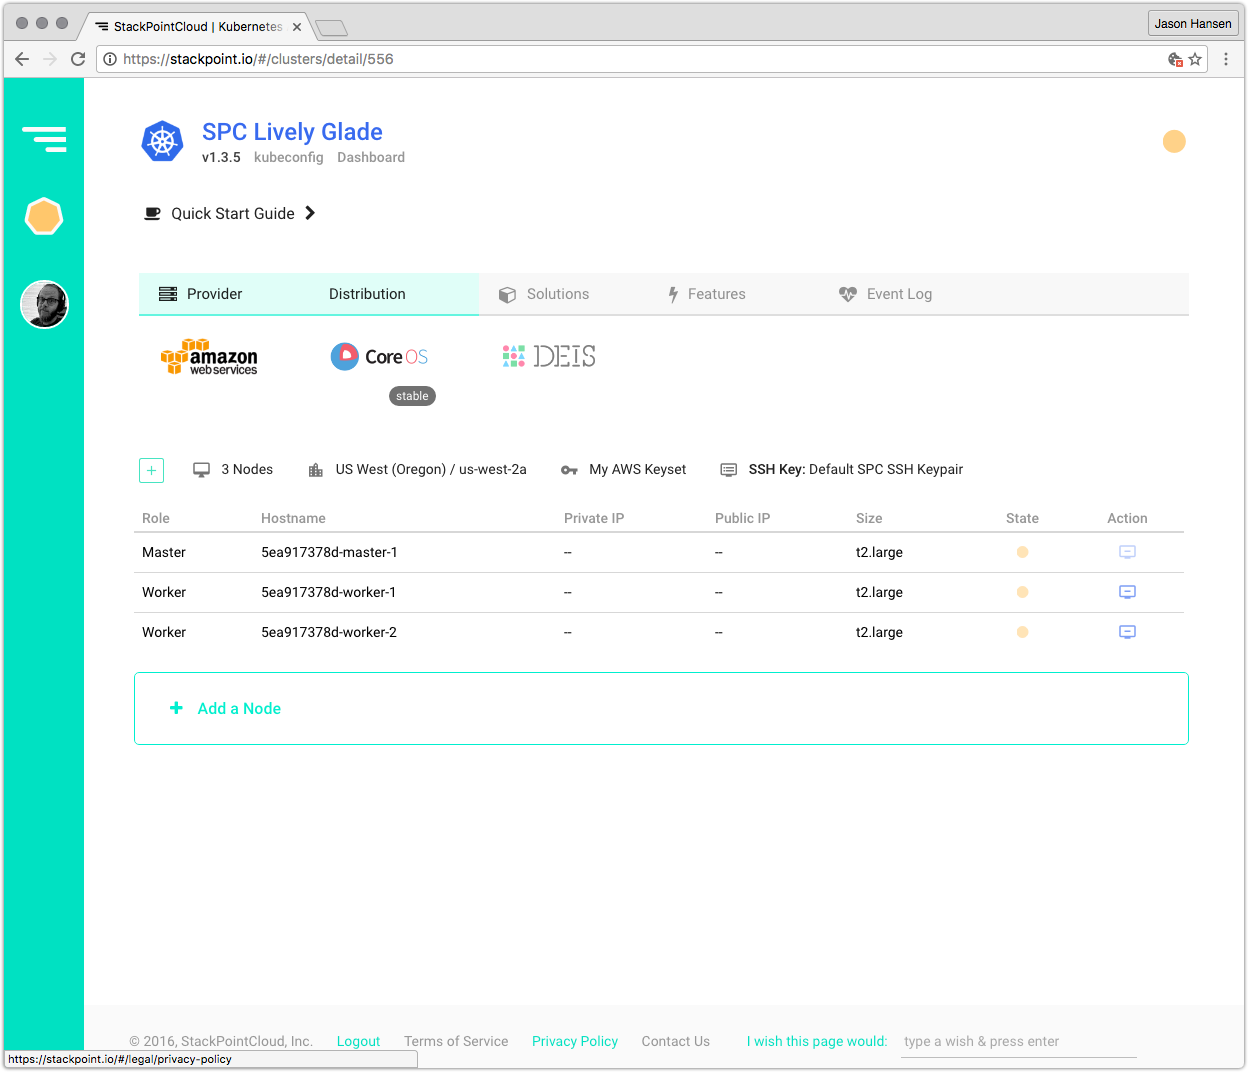 StackPointCloud | Kubernetes
Jason Hansen
https://stackpoint.io/#/clusters/detail/556
SPC Lively Glade
v1.3.5 kubeconfig Dashboard
Quick Start Guide
Provider Distribution Solutions Features Event Log
amazon web services
CoreOS
DEIS
stable
+ 3 Nodes US West (Oregon) / us-west-2a My AWS Keyset SSH Key: Default SPC SSH Keypair
Role Hostname Private IP Public IP Size State Action
Master 5ea917378d-master-1 -- -- t2.large
Worker 5ea917378d-worker-1 -- -- t2.large
Worker 5ea917378d-worker-2 -- -- t2.large
+ Add a Node
© 2016, StackPointCloud, Inc. Logout Terms of Service Privacy Policy Contact Us I wish this page would: type a wish & press enter
https://stackpoint.io/#/legal/privacy-policy